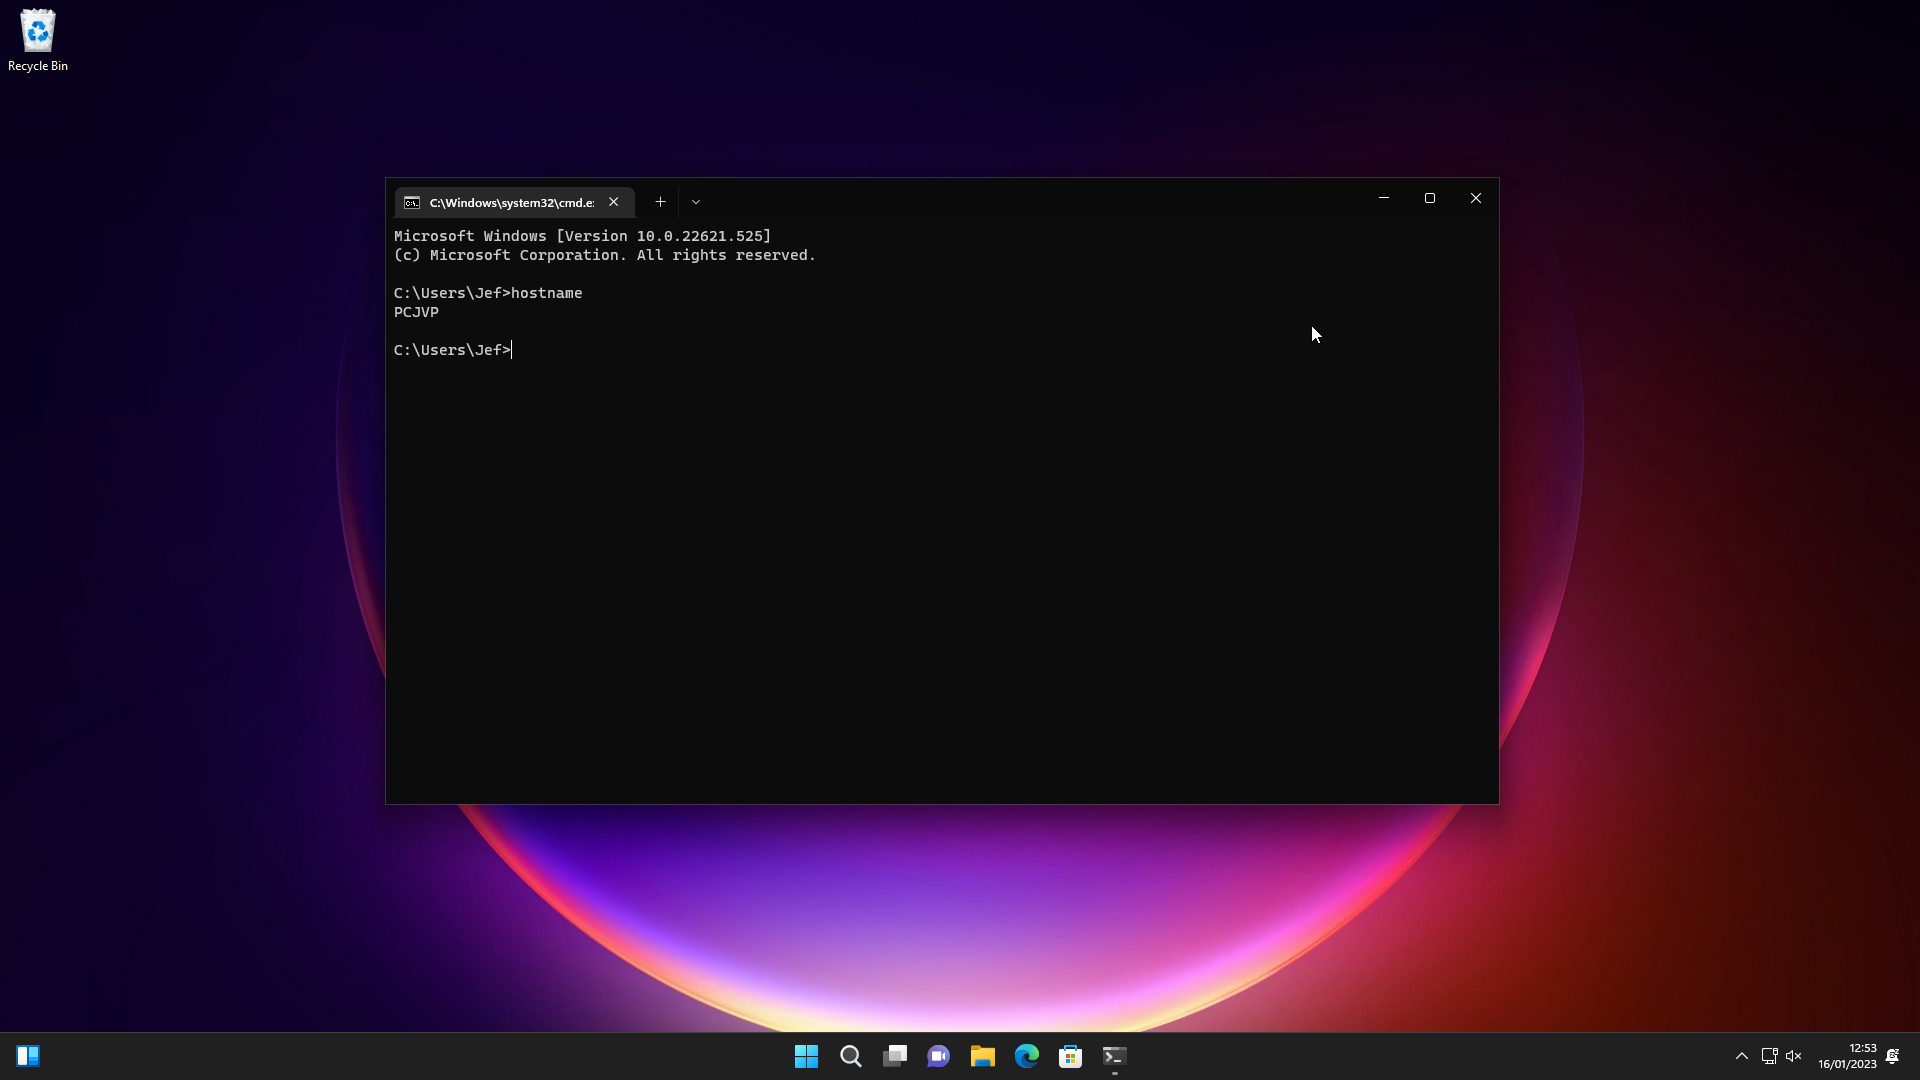 Recycle Bin
C:\Windows\system32\cmd.e:
Microsoft Windows [Version 10.0.22621.525]
(c) Microsoft Corporation. All rights reserved.
C:\Users\Jef>hostname
PCJVP
C:\Users\Jef>
12:53
16/01/2023